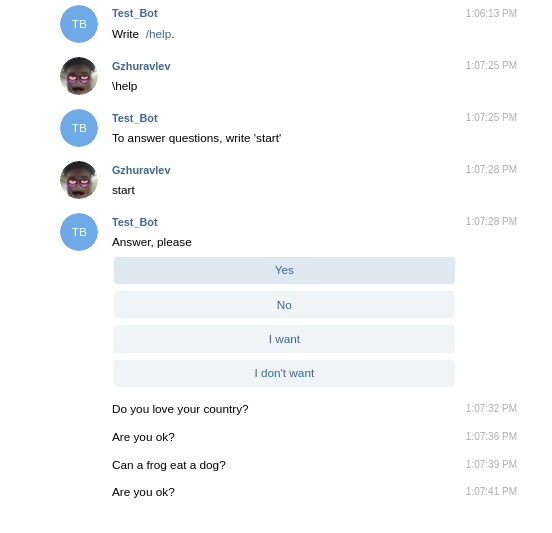 TB
Test_Bot
1:06:13 PM
Write /help.
Gzhuravlev
1:07:25 PM
\help
TB
Test_Bot
1:07:25 PM
To answer questions, write 'start'
Gzhuravlev
1:07:28 PM
start
TB
Test_Bot
1:07:28 PM
Answer, please
Yes
No
I want
I don't want
Do you love your country?
1:07:32 PM
Are you ok?
1:07:36 PM
Can a frog eat a dog?
1:07:39 PM
Are you ok?
1:07:41 PM